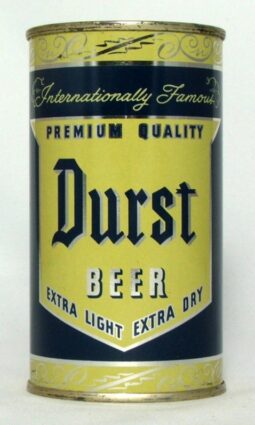 Internationally Famous
PREMIUM QUALITY
Durst
BEER
EXTRA LIGHT EXTRA DRY